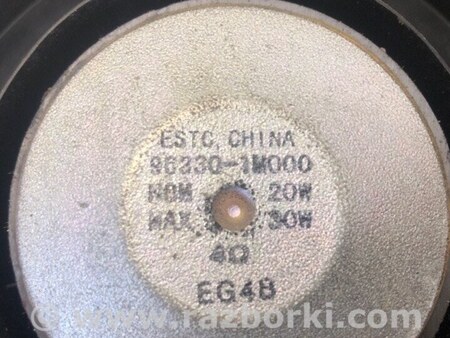 ESTC, CHINA
96330-1M000
NOM 20W
MAX. 30W
4Ω
EG48
© www.razborki.com